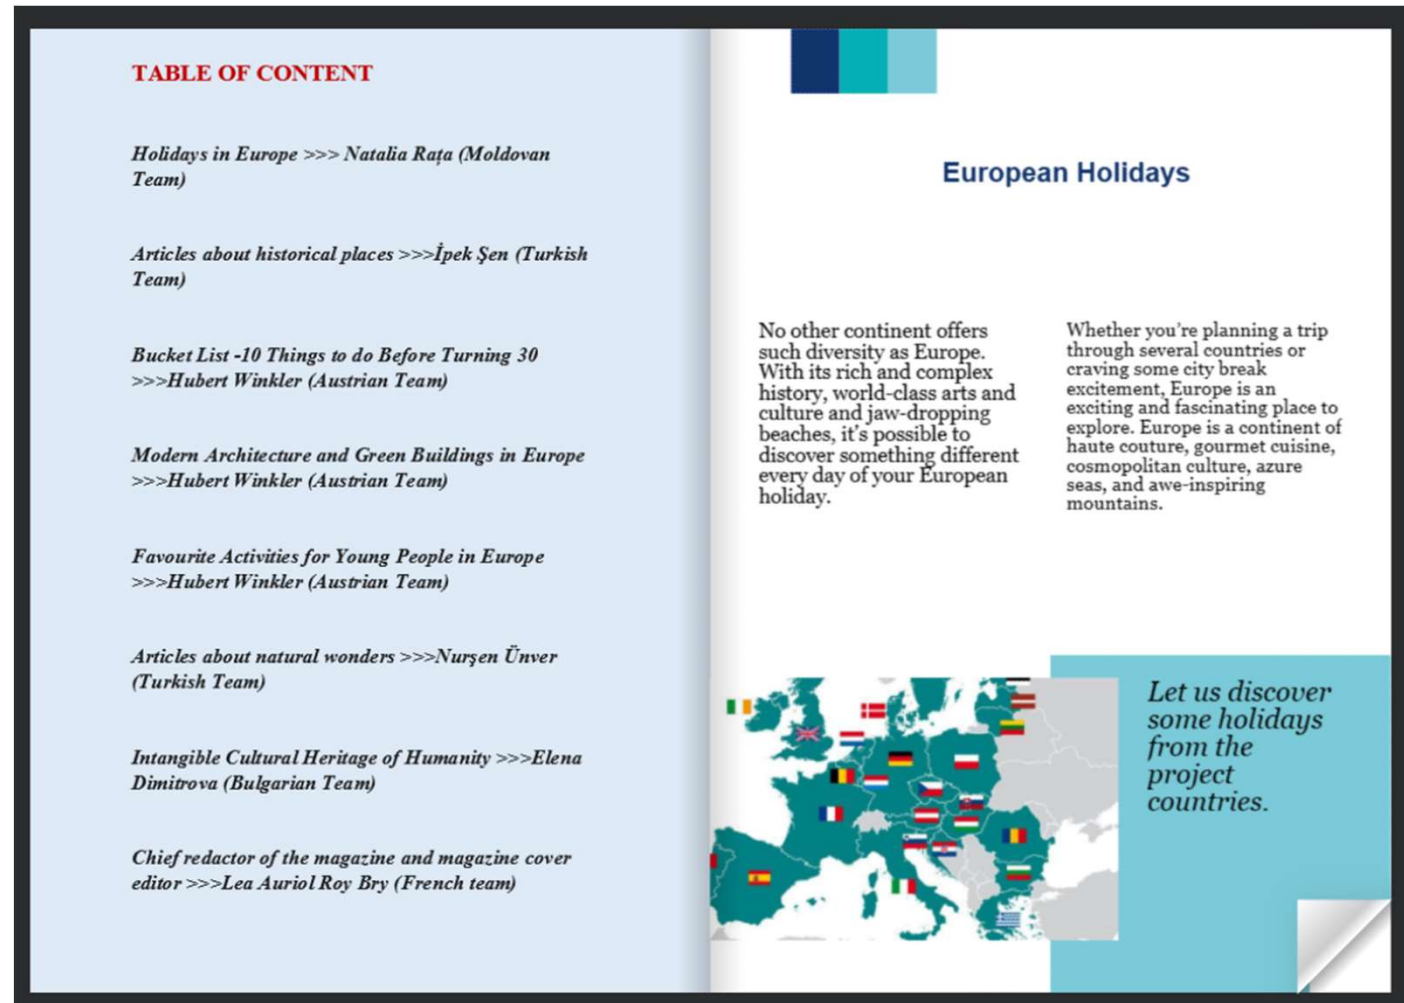 TABLE OF CONTENT
Holidays in Europe >>> Natalia Rața (Moldovan
Team)
Articles about historical places >>>İpek Şen (Turkish
Team)
Bucket List -10 Things to do Before Turning 30
>>>Hubert Winkler (Austrian Team)
Modern Architecture and Green Buildings in Europe
>>>Hubert Winkler (Austrian Team)
Favourite Activities for Young People in Europe
>>>Hubert Winkler (Austrian Team)
Articles about natural wonders >>>Nurşen Ünver
(Turkish Team)
Intangible Cultural Heritage of Humanity >>>Elena
Dimitrova (Bulgarian Team)
Chief redactor of the magazine and magazine cover
editor >>>Lea Auriol Roy Bry (French team)
European Holidays
No other continent offers
such diversity as Europe.
With its rich and complex
history, world-class arts and
culture and jaw-dropping
beaches, it's possible to
discover something different
every day of your European
holiday.
Whether you're planning a trip
through several countries or
craving some city break
excitement, Europe is an
exciting and fascinating place to
explore. Europe is a continent of
haute couture, gourmet cuisine,
cosmopolitan culture, azure
seas, and awe-inspiring
mountains.
Let us discover
some holidays
from the
project
countries.